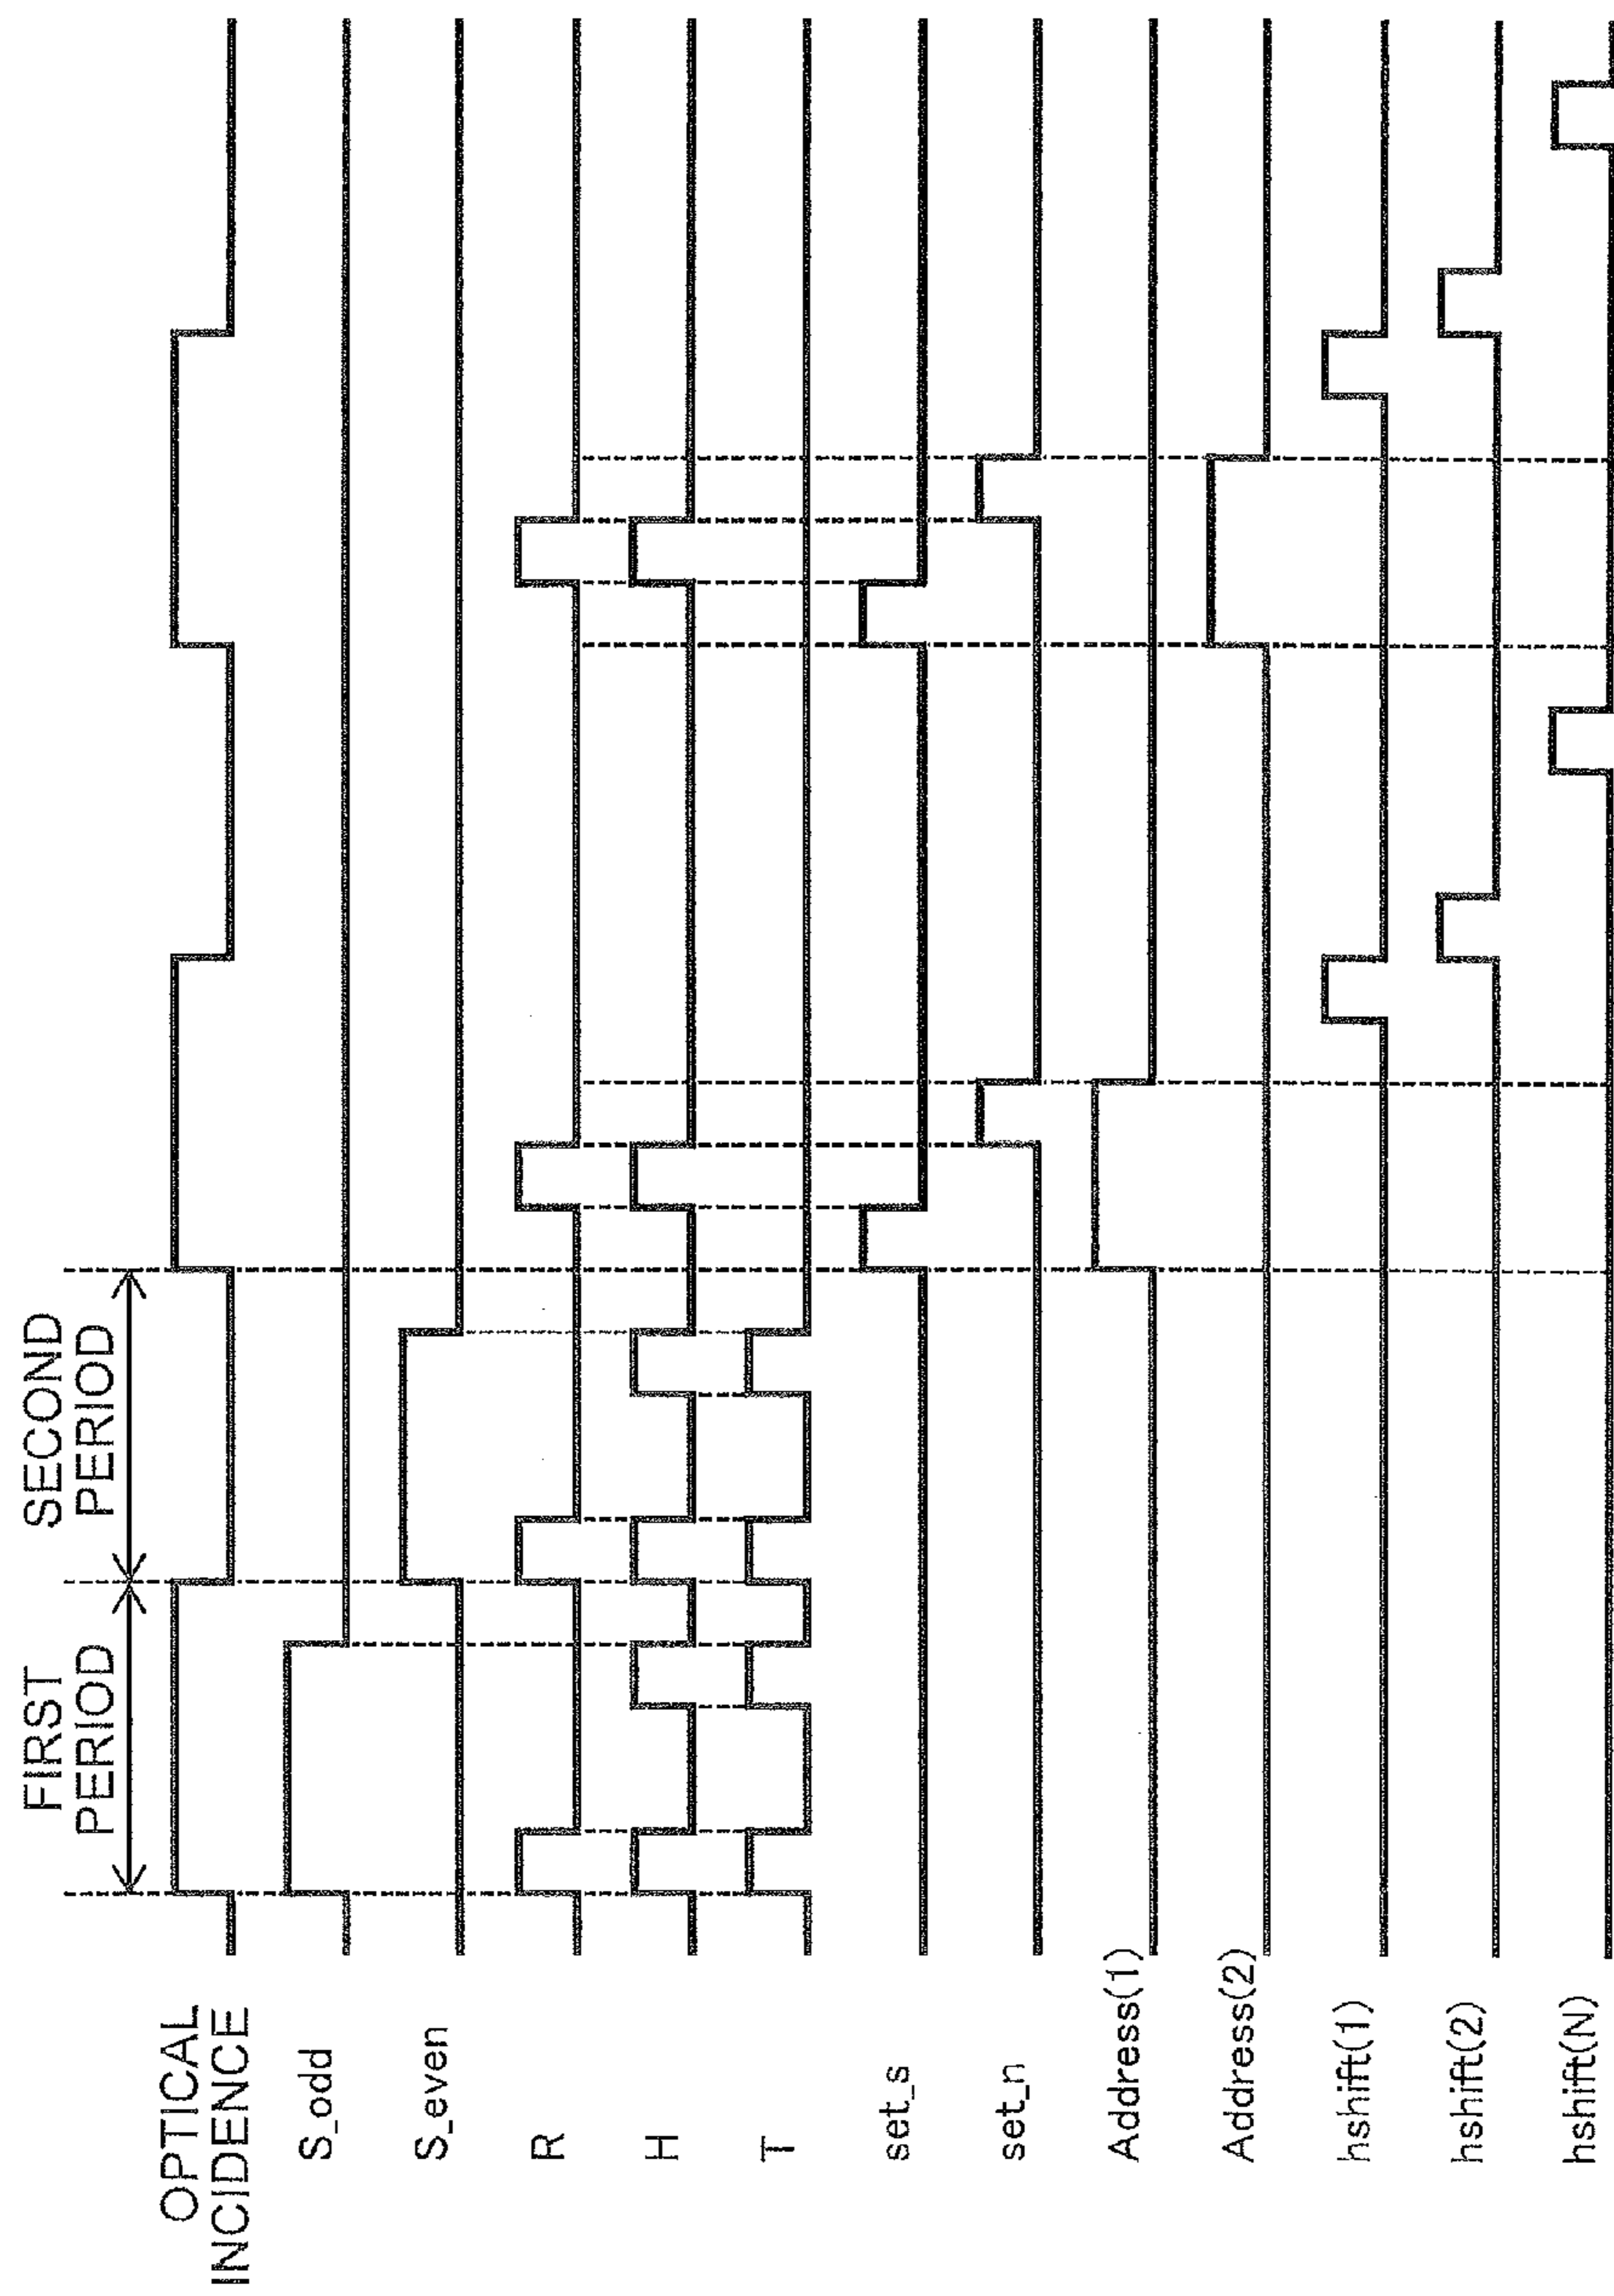 FIRST
PERIOD
SECOND
PERIOD
OPTICAL
INCIDENCE
S_odd
S_even
R
H
T
set_s
set_n
Address(1)
Address(2)
hshift(1)
hshift(2)
hshift(N)